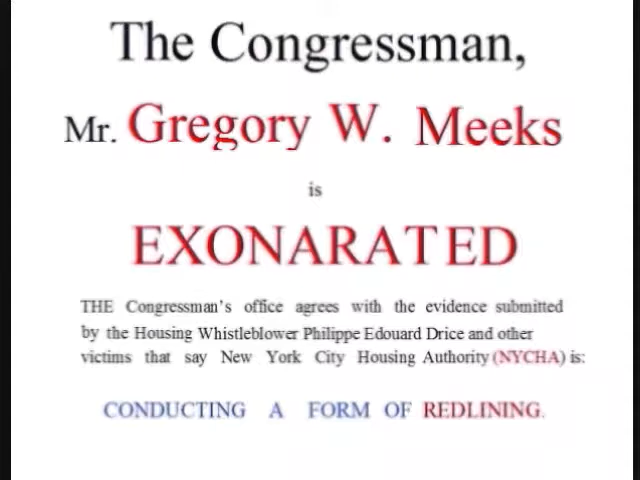 The Congressman,
Mr. Gregory W. Meeks
is
EXONARATED
THE Congressman's office agrees with the evidence submitted
by the Housing Whistleblower Philippe Edouard Drice and other
victims that say New York City Housing Authority (NYCHA) is:
CONDUCTING A FORM OF REDLINING.